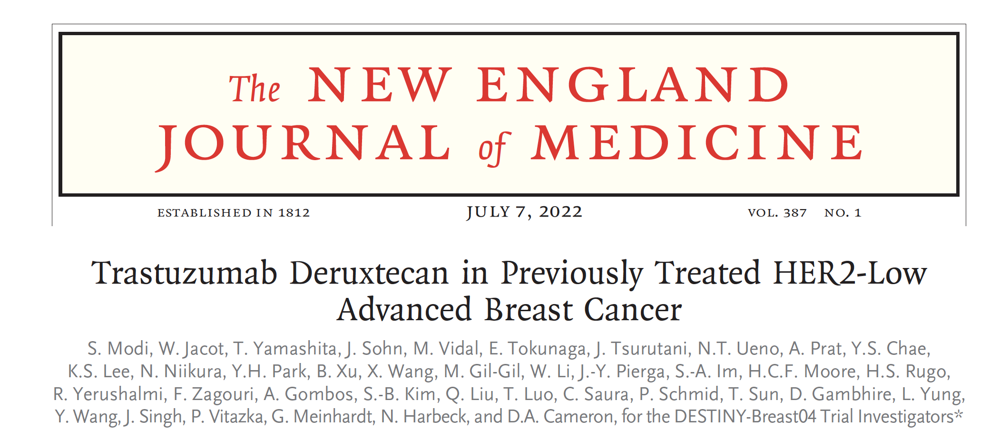 The NEW ENGLAND
JOURNAL of MEDICINE
ESTABLISHED IN 1812 JULY 7, 2022 VOL. 387 NO. 1
Trastuzumab Deruxtecan in Previously Treated HER2-Low
Advanced Breast Cancer
S. Modi, W. Jacot, T. Yamashita, J. Sohn, M. Vidal, E. Tokunaga, J. Tsurutani, N.T. Ueno, A. Prat, Y.S. Chae,
K.S. Lee, N. Niikura, Y.H. Park, B. Xu, X. Wang, M. Gil-Gil, W. Li, J.-Y. Pierga, S.-A. Im, H.C.F. Moore, H.S. Rugo,
R. Yerushalmi, F. Zagouri, A. Gombos, S.-B. Kim, Q. Liu, T. Luo, C. Saura, P. Schmid, T. Sun, D. Gambhire, L. Yung,
Y. Wang, J. Singh, P. Vitazka, G. Meinhardt, N. Harbeck, and D.A. Cameron, for the DESTINY-Breast04 Trial Investigators*